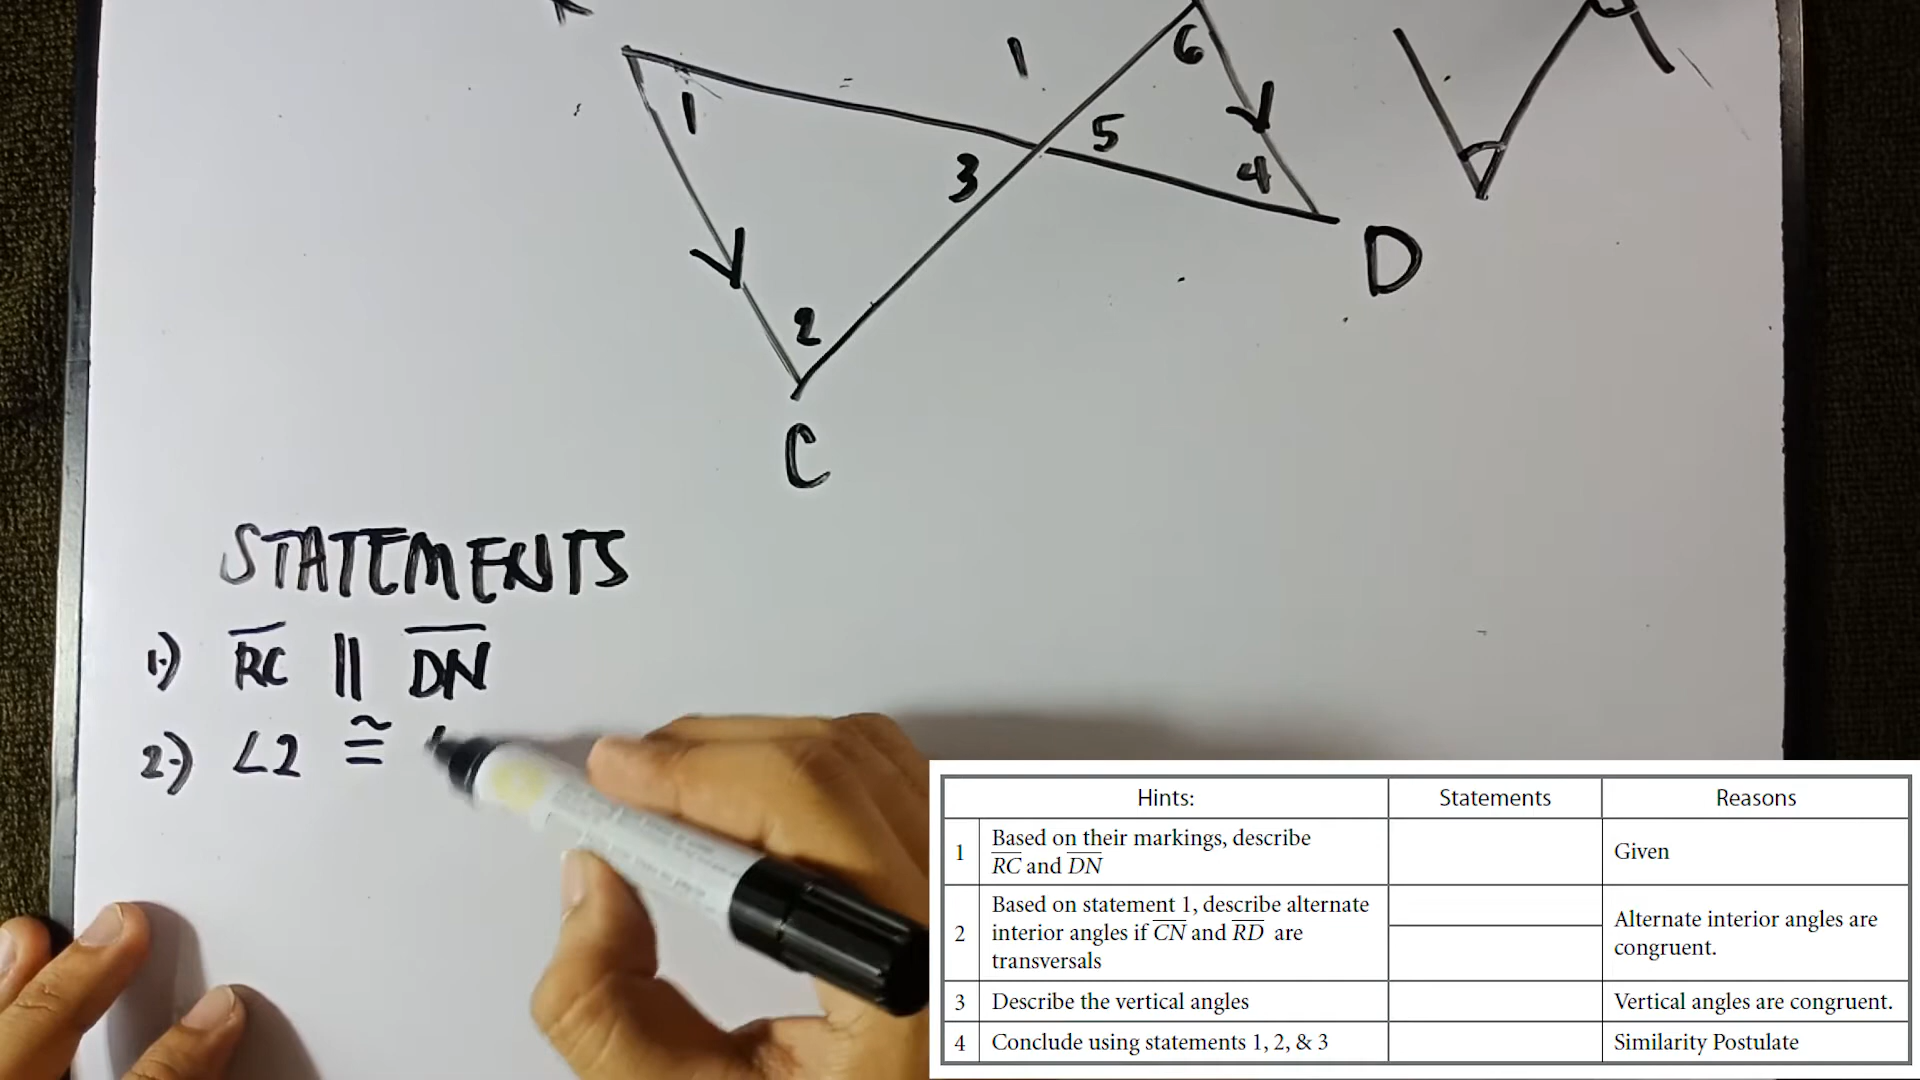 1
6
1
5
3
4
D
2
C
STATEMENTS
1.) RC || DN
2.) ∠2 ≅
Hints: Statements Reasons
1 Based on their markings, describe Given
RC and DN
2 Based on statement 1, describe alternate Alternate interior angles are
interior angles if CN and RD are congruent.
transversals
3 Describe the vertical angles Vertical angles are congruent.
4 Conclude using statements 1, 2, & 3 Similarity Postulate